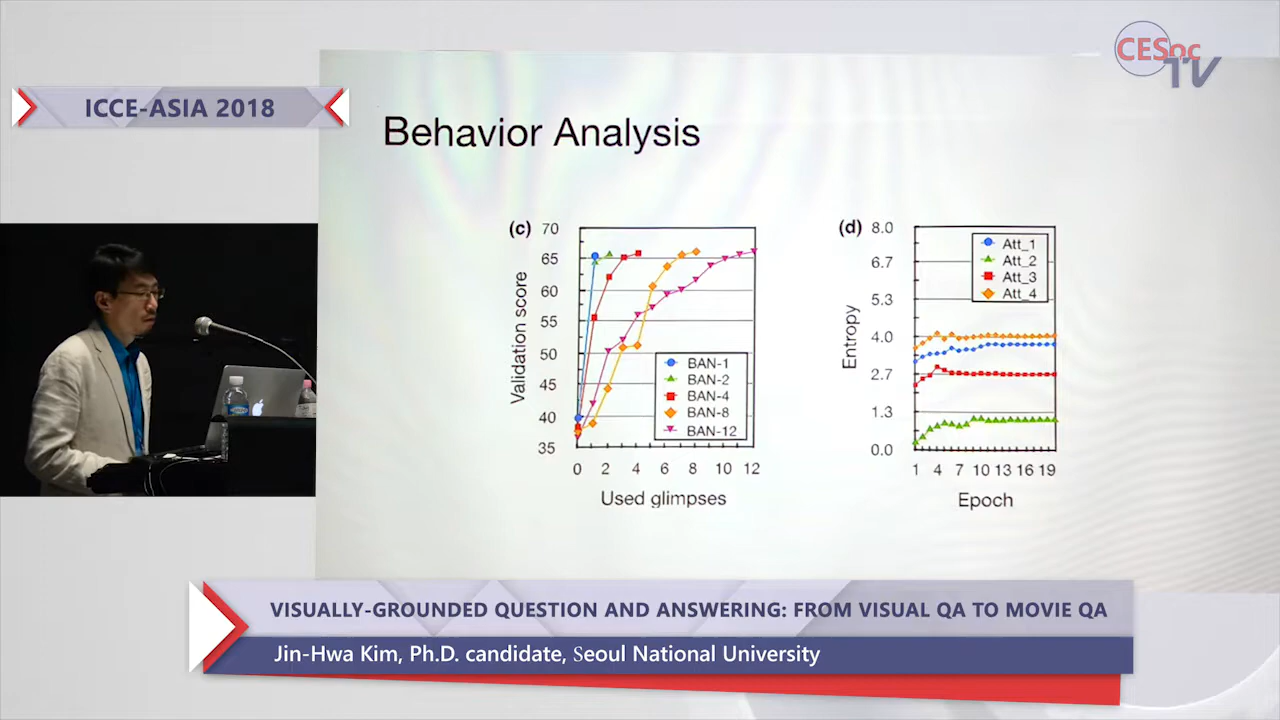 CESoc
TV
ICCE-ASIA 2018
Behavior Analysis
(c)
70
65
60
55
50
45
40
35
Validation score
BAN-1
BAN-2
BAN-4
BAN-8
BAN-12
0 2 4 6 8 10 12
Used glimpses
(d)
8.0
6.7
5.3
4.0
2.7
1.3
0.0
Entropy
Att_1
Att_2
Att_3
Att_4
1 4 7 10 13 16 19
Epoch
VISUALLY-GROUNDED QUESTION AND ANSWERING: FROM VISUAL QA TO MOVIE QA
Jin-Hwa Kim, Ph.D. candidate, Seoul National University